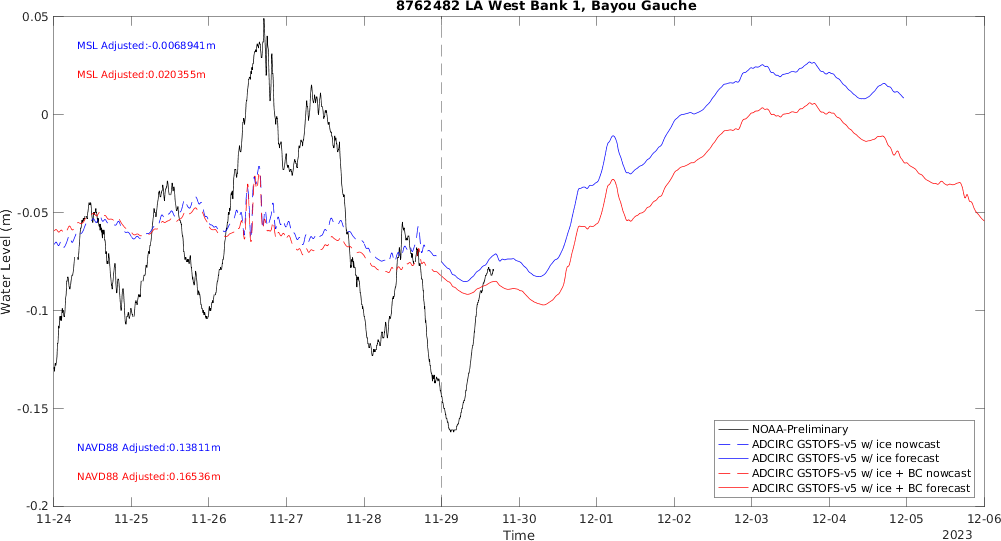 8762482 LA West Bank 1, Bayou Gauche
0.05
MSL Adjusted:-0.0068941m
MSL Adjusted:0.020355m
0
-0.05
Water Level (m)
-0.1
-0.15
NAVD88 Adjusted:0.13811m
NAVD88 Adjusted:0.16536m
-0.2
NOAA-Preliminary
ADCIRC GSTOFS-v5 w/ ice nowcast
ADCIRC GSTOFS-v5 w/ ice forecast
ADCIRC GSTOFS-v5 w/ ice + BC nowcast
ADCIRC GSTOFS-v5 w/ ice + BC forecast
11-24 11-25 11-26 11-27 11-28 11-29 11-30 12-01 12-02 12-03 12-04 12-05 12-06
Time
2023